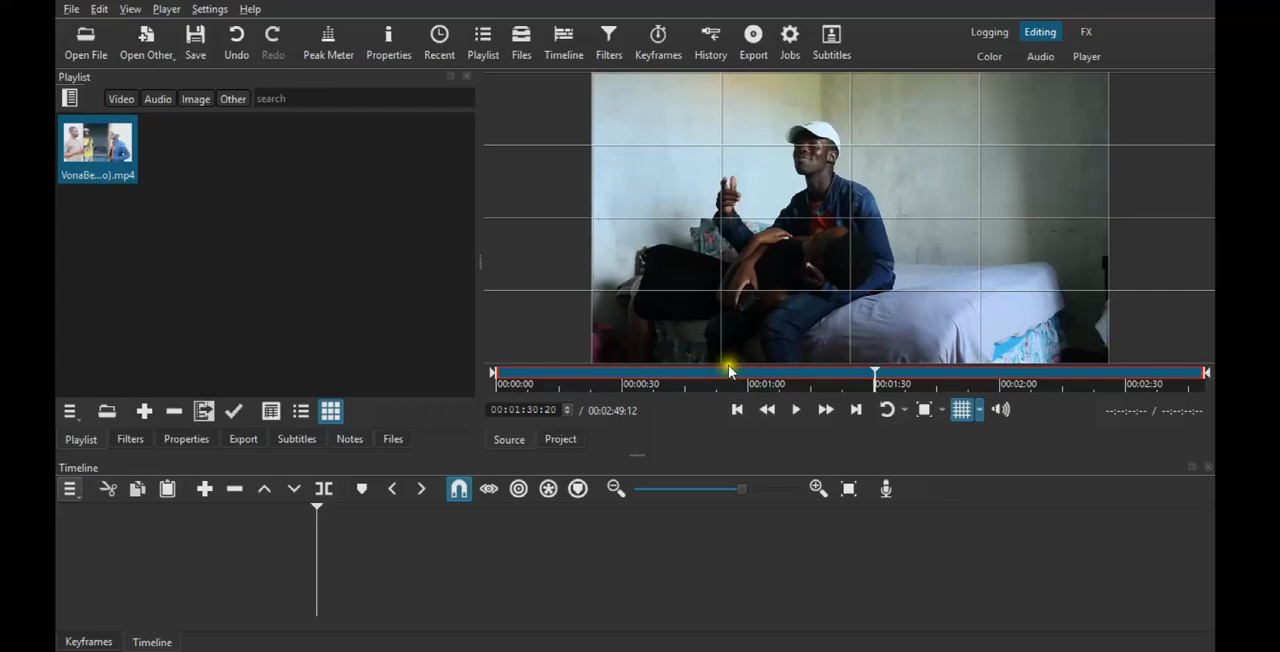 File Edit View Player Settings Help
Open File Open Other Save Undo Redo Peak Meter Properties Recent Playlist Files Timeline Filters Keyframes History Export Jobs Subtitles
Logging Editing FX
Color Audio Player
Playlist
Video Audio Image Other search
VonaBe...o).mp4
00:00:00 00:00:30 00:01:00 00:01:30 00:02:00 00:02:30
00:01:30:20 / 00:02:49:12 --:--:--:-- / --:--:--:--
Playlist Filters Properties Export Subtitles Notes Files Source Project
Timeline
Keyframes Timeline